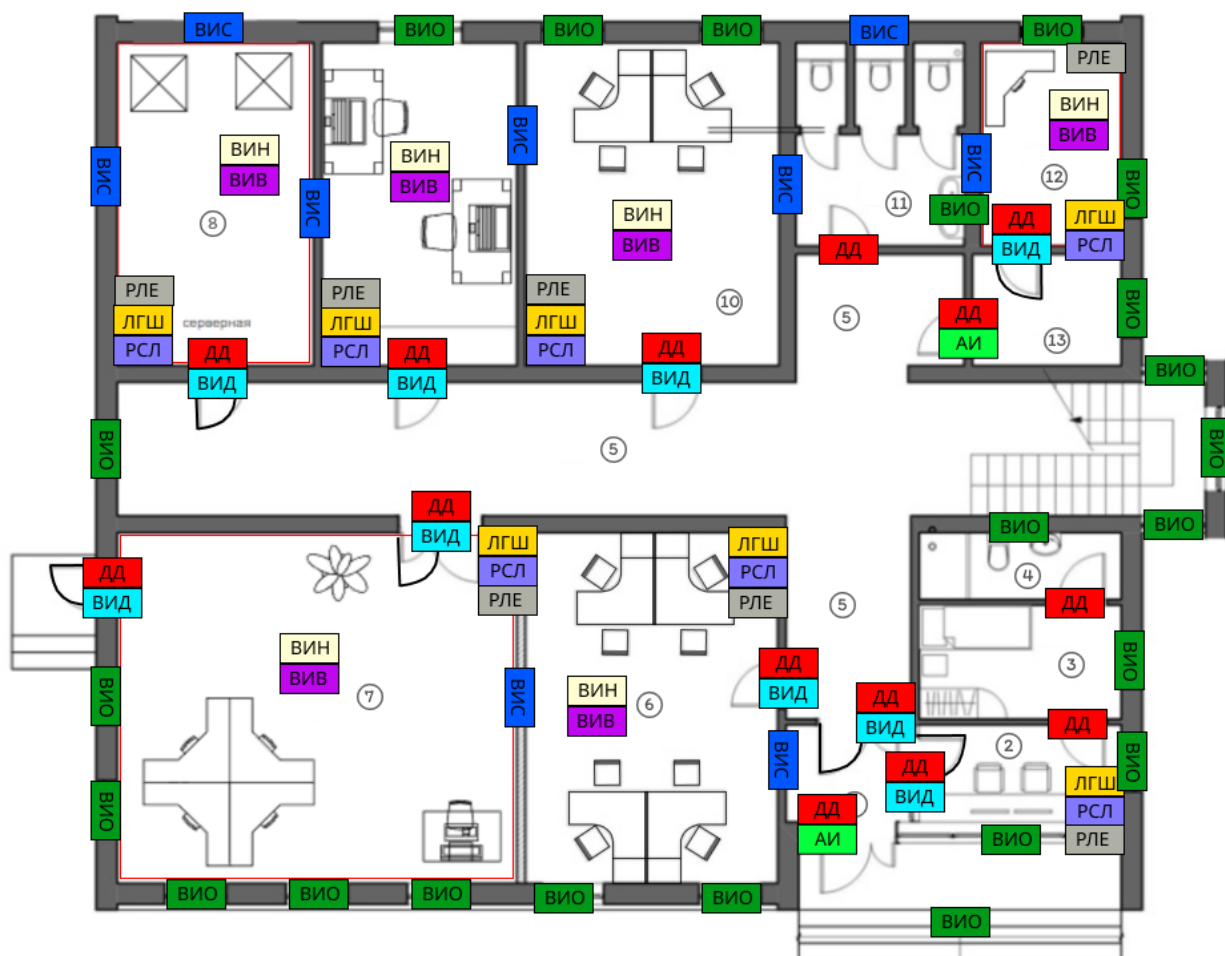 ВИС
ВИО
ВИО
ВИО
ВИС
ВИО
РЛЕ
ВИН
ВИВ
ВИН
ВИВ
ВИН
ВИВ
ВИН
ВИВ
ВИС
ВИС
ВИС
ВИС
ВИС
ВИО
ВИО
8
10
11
12
ДД
ДД
ВИД
ЛГШ
РСЛ
РЛЕ
ЛГШ
РСЛ
серверная
РЛЕ
ЛГШ
РСЛ
РЛЕ
ЛГШ
РСЛ
5
ДД
АИ
13
ВИО
ДД
ВИД
ДД
ВИД
ДД
ВИД
ВИО
ВИО
5
ВИО
ДД
ВИД
ЛГШ
РСЛ
РЛЕ
ЛГШ
РСЛ
РЛЕ
ВИО
ВИО
4
ДД
ВИД
ДД
5
3
ВИО
ВИН
ВИВ
7
ВИО
ВИС
ВИН
ВИВ
6
ДД
ВИД
ДД
ВИД
ДД
2
ВИО
ВИС
ДД
ВИД
ЛГШ
РСЛ
РЛЕ
ВИО
ДД
АИ
ВИО
ВИО
ВИО
ВИО
ВИО
ВИО
ВИО